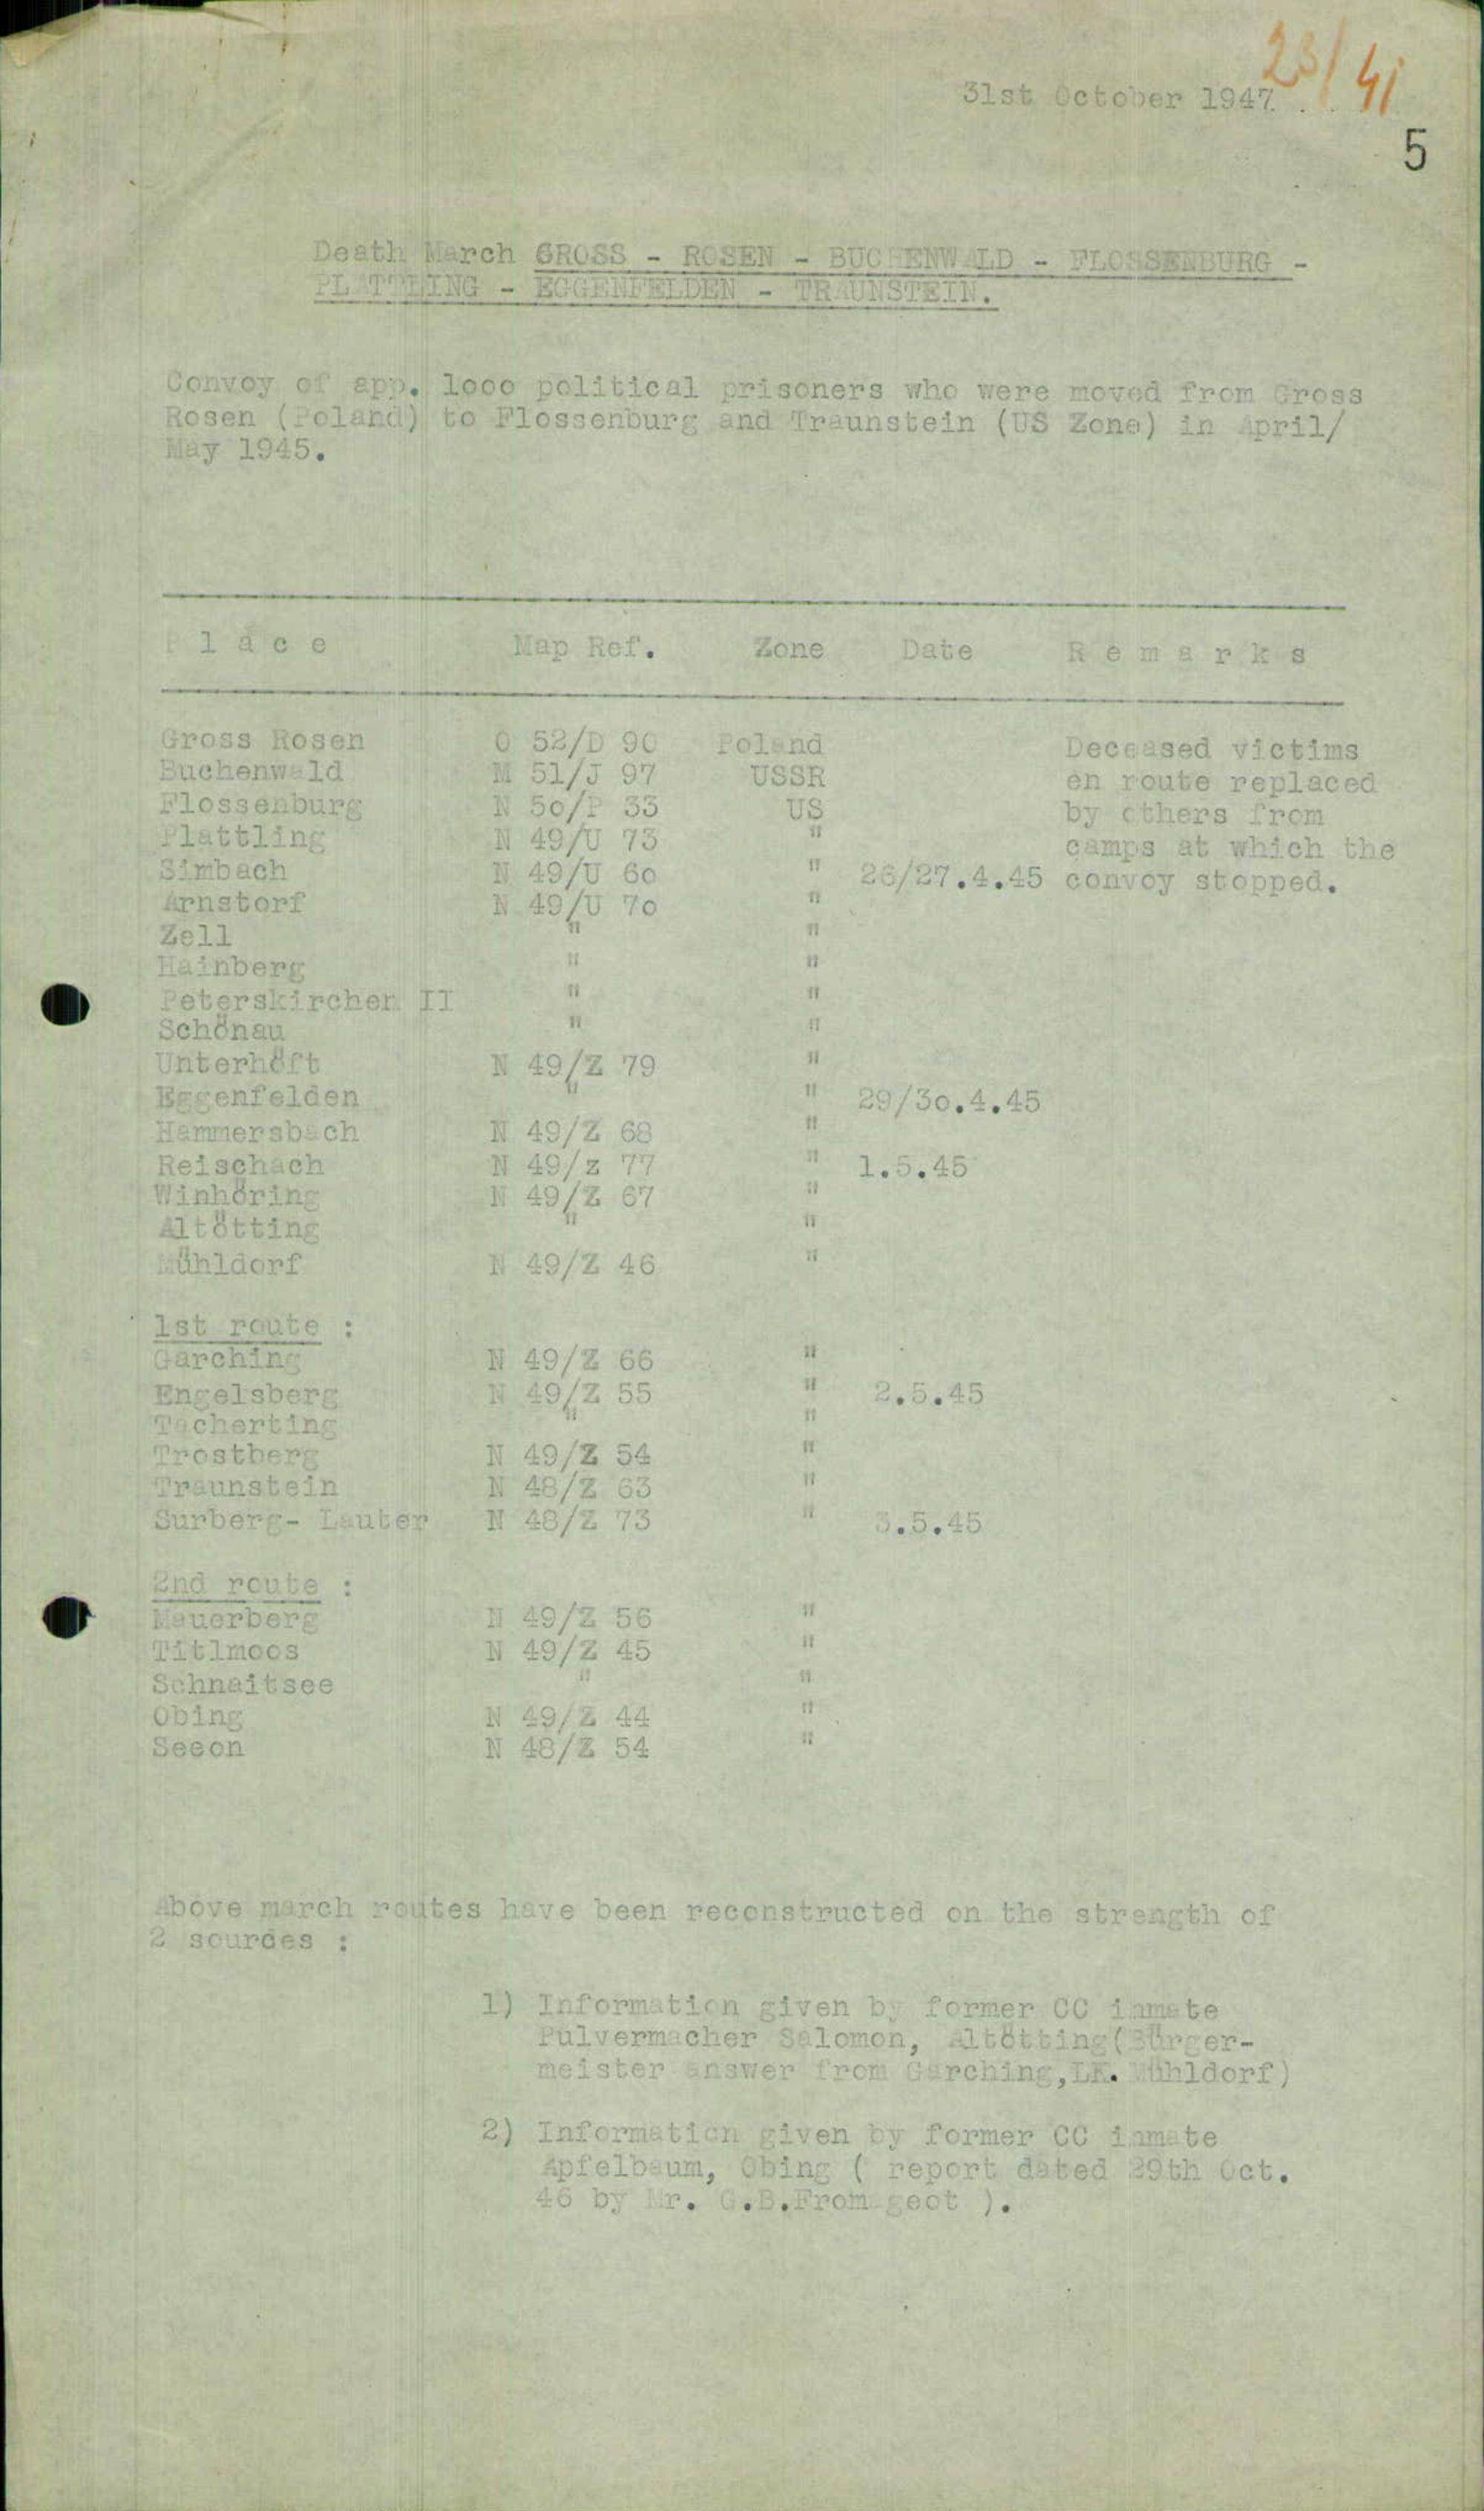 23/41
31st October 1947. . .
5
Death March GROSS - ROSEN - BUCHENWALD - FLOSSENBURG -
PLATTLING - EGGENFELDEN - TRAUNSTEIN.
Convoy of app. 1ooo political prisoners who were moved from Gross
Rosen (Poland) to Flossenburg and Traunstein (US Zone) in April/
May 1945.
P l a c e Map Ref. Zone Date R e m a r k s
Gross Rosen O 52/D 90 Poland Deceased victims
Buchenwald M 51/J 97 USSR en route replaced
Flossenburg N 5o/P 33 US by others from
Plattling N 49/U 73 " camps at which the
Simbach N 49/U 6o " 26/27.4.45 convoy stopped.
Arnstorf N 49/U 7o "
Zell " "
Hainberg " "
Peterskirchen II " "
Schönau " "
Unterhöft N 49/Z 79 "
Eggenfelden " " 29/3o.4.45
Hammersbach N 49/Z 68 "
Reischach N 49/z 77 " 1.5.45
Winhöring N 49/Z 67 "
Altötting " "
Mühldorf N 49/Z 46 "
1st route :
Garching N 49/Z 66 "
Engelsberg N 49/Z 55 " 2.5.45
Tacherting " "
Trostberg N 49/Z 54 "
Traunstein N 48/Z 63 "
Surberg- Lauter N 48/Z 73 " 3.5.45
2nd route :
Mauerberg N 49/Z 56 "
Titlmoos N 49/Z 45 "
Schnaitsee " "
Obing N 49/Z 44 "
Seeon N 48/Z 54 "
Above march routes have been reconstructed on the strength of
2 sourdes :
1) Information given by former CC inmate
Pulvermacher Salomon, Altötting(Bürger-
meister answer from Garching,LK. Mühldorf)
2) Information given by former CC inmate
Apfelbaum, Obing ( report dated 29th Oct.
46 by Mr. G.B.Fromageot ).